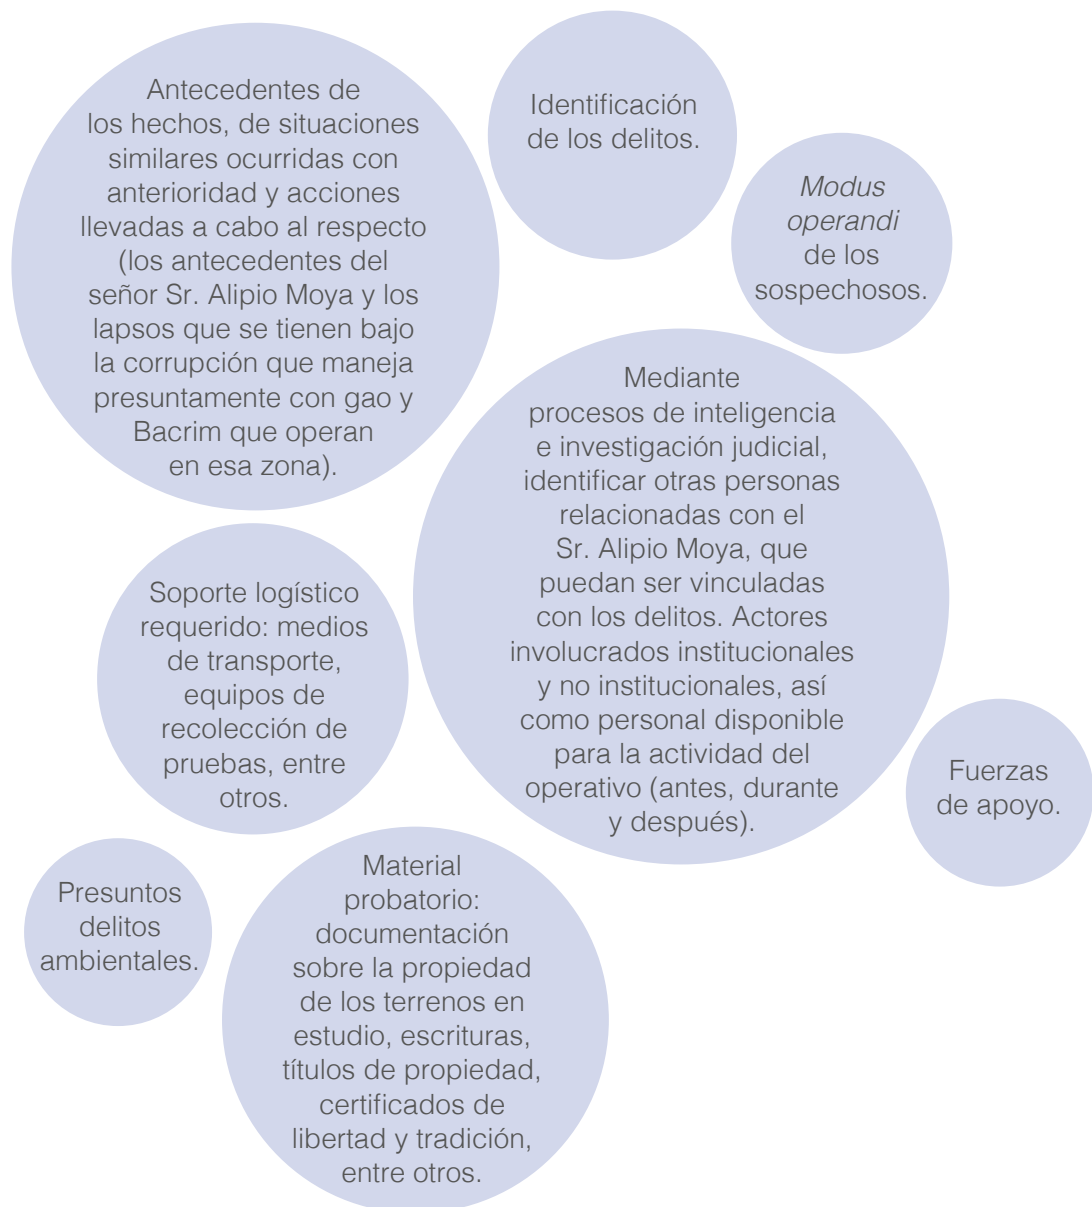 Antecedentes de
los hechos, de situaciones
similares ocurridas con
anterioridad y acciones
llevadas a cabo al respecto
(los antecedentes del
señor Sr. Alipio Moya y los
lapsos que se tienen bajo
la corrupción que maneja
presuntamente con gao y
Bacrim que operan
en esa zona).
Identificación
de los delitos.
Modus
operandi
de los
sospechosos.
Mediante
procesos de inteligencia
e investigación judicial,
identificar otras personas
relacionadas con el
Sr. Alipio Moya, que
puedan ser vinculadas
con los delitos. Actores
involucrados institucionales
y no institucionales, así
como personal disponible
para la actividad del
operativo (antes, durante
y después).
Soporte logístico
requerido: medios
de transporte,
equipos de
recolección de
pruebas, entre
otros.
Fuerzas
de apoyo.
Presuntos
delitos
ambientales.
Material
probatorio:
documentación
sobre la propiedad
de los terrenos en
estudio, escrituras,
títulos de propiedad,
certificados de
libertad y tradición,
entre otros.